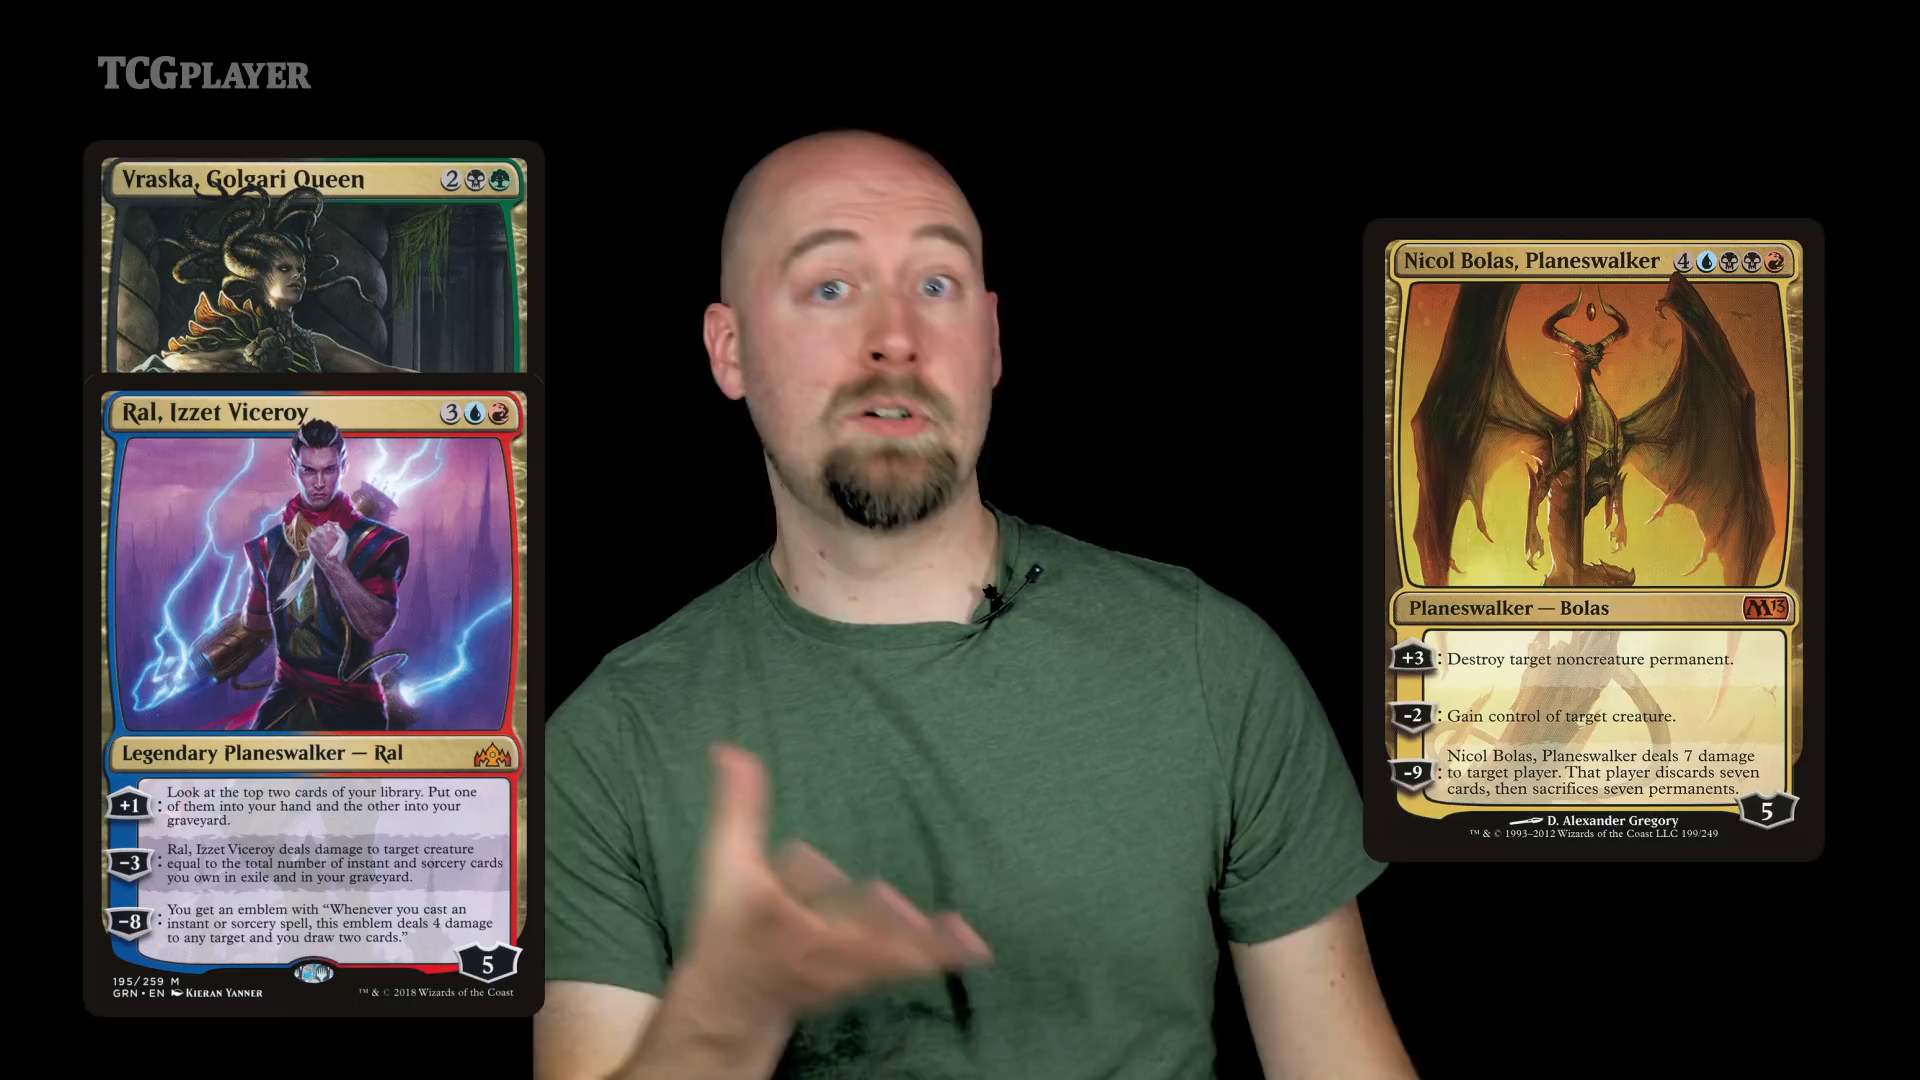 TCGPLAYER
Vraska, Golgari Queen 2
Ral, Izzet Viceroy 3
Legendary Planeswalker — Ral
+1 : Look at the top two cards of your library. Put one
of them into your hand and the other into your
graveyard.
−3 : Ral, Izzet Viceroy deals damage to target creature
equal to the total number of instant and sorcery cards
you own in exile and in your graveyard.
−8 : You get an emblem with “Whenever you cast an
instant or sorcery spell, this emblem deals 4 damage
to any target and you draw two cards.”
5
195/259 M
GRN • EN KIERAN YANNER ™ & © 2018 Wizards of the Coast
Nicol Bolas, Planeswalker 4
Planeswalker — Bolas M13
+3 : Destroy target noncreature permanent.
-2 : Gain control of target creature.
-9 : Nicol Bolas, Planeswalker deals 7 damage
to target player. That player discards seven
cards, then sacrifices seven permanents.
5
D. Alexander Gregory
™ & © 1993–2012 Wizards of the Coast LLC 199/249